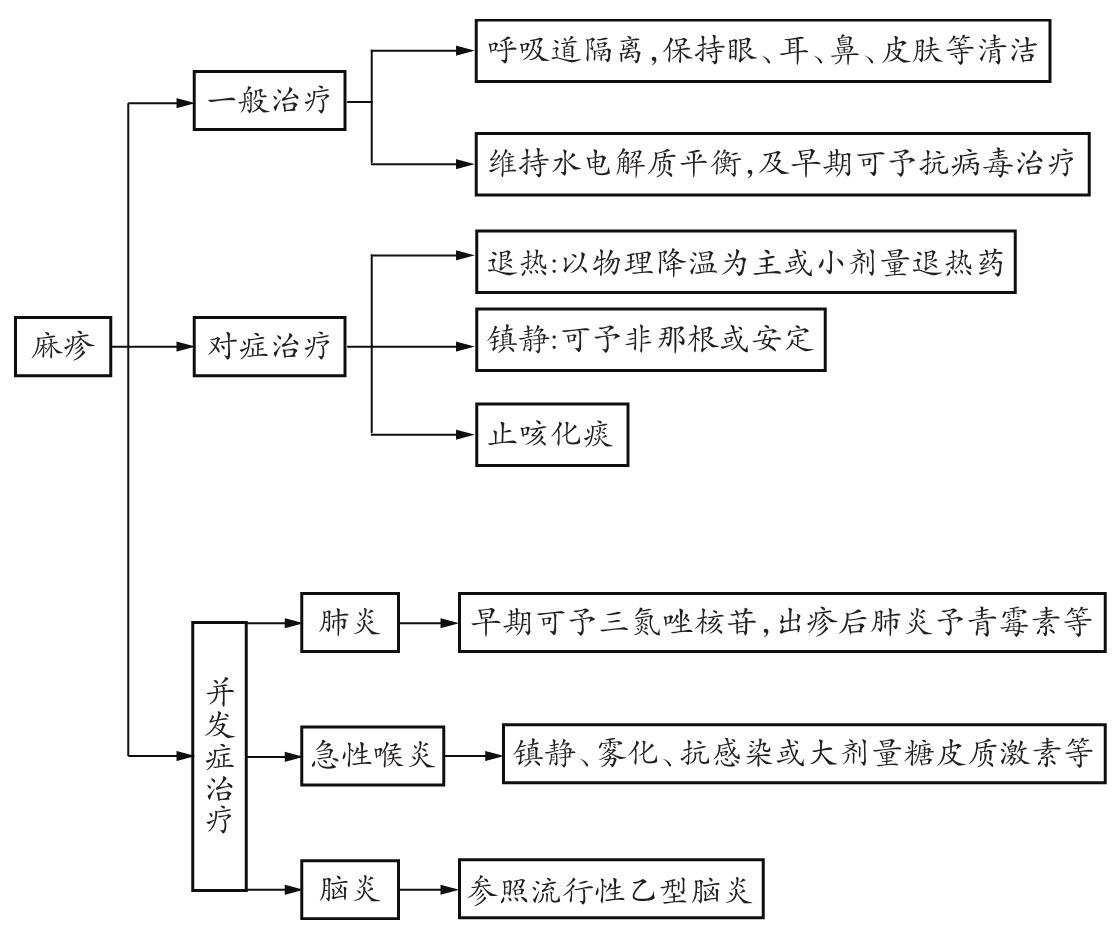 麻疹
一般治疗
呼吸道隔离,保持眼、耳、鼻、皮肤等清洁
维持水电解质平衡,及早期可予抗病毒治疗
对症治疗
退热:以物理降温为主或小剂量退热药
镇静:可予非那根或安定
止咳化痰
并发症治疗
肺炎
早期可予三氮唑核苷,出疹后肺炎予青霉素等
急性喉炎
镇静、雾化、抗感染或大剂量糖皮质激素等
脑炎
参照流行性乙型脑炎